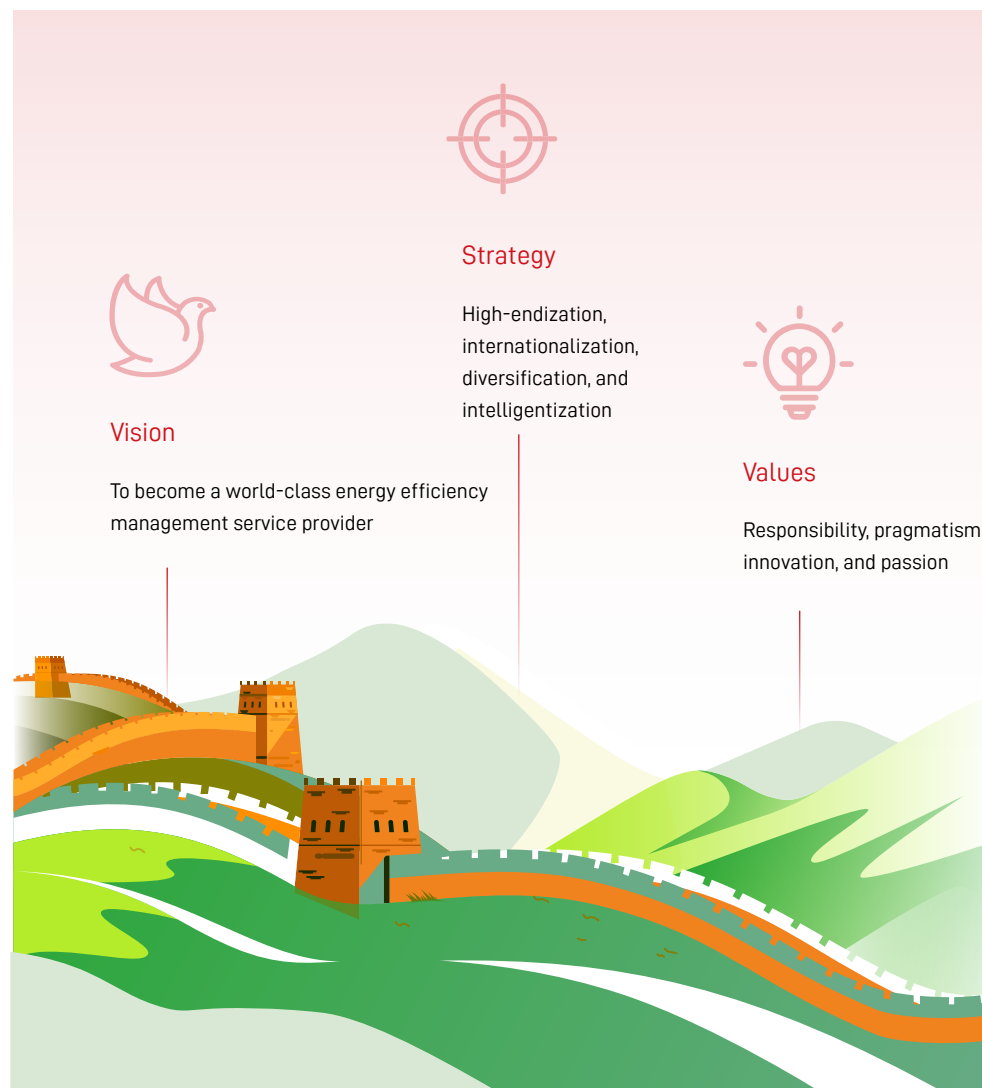 Strategy
High-endization,
internationalization,
diversification, and
intelligentization
Vision
To become a world-class energy efficiency
management service provider
Values
Responsibility, pragmatism
innovation, and passion